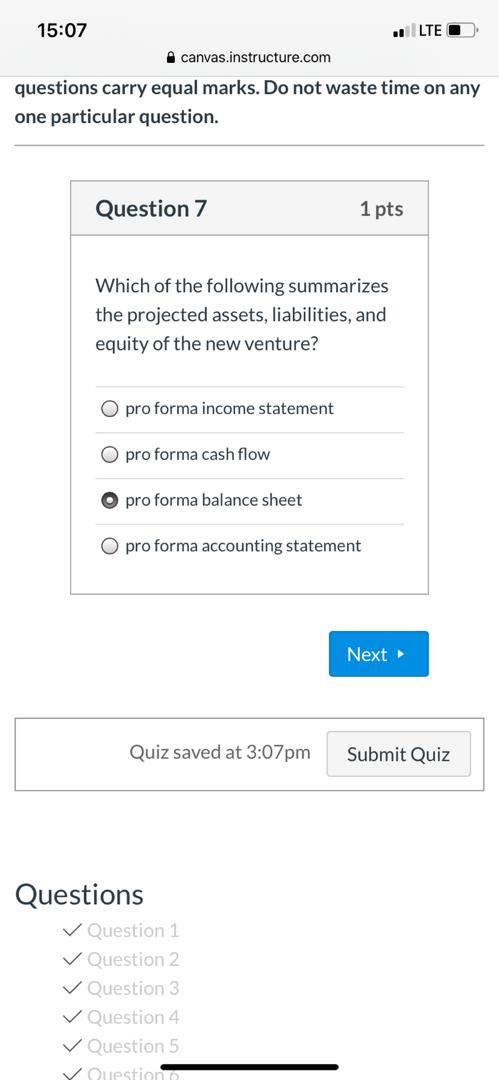 15:07
LTE
canvas.instructure.com
questions carry equal marks. Do not waste time on any
one particular question.
Question 7
1 pts
Which of the following summarizes
the projected assets, liabilities, and
equity of the new venture?
pro forma income statement
pro forma cash flow
pro forma balance sheet
pro forma accounting statement
Next
Quiz saved at 3:07pm
Submit Quiz
Questions
Question 1
Question 2
Question 3
Question 4
Question 5
Question 6